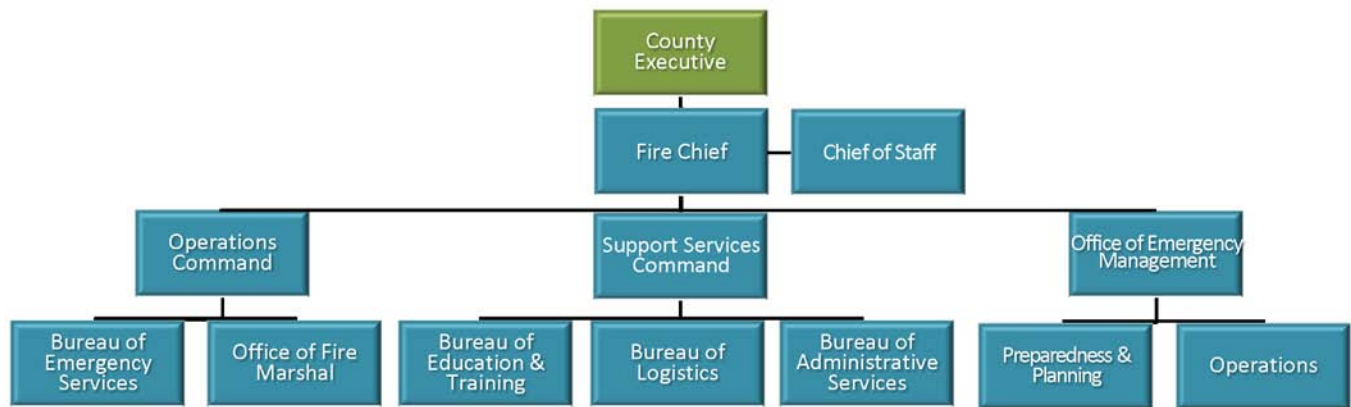 County
Executive
Fire Chief
Chief of Staff
Operations
Command
Support Services
Command
Office of Emergency
Management
Bureau of
Emergency
Services
Office of Fire
Marshal
Bureau of
Education &
Training
Bureau of
Logistics
Bureau of
Administrative
Services
Preparedness &
Planning
Operations